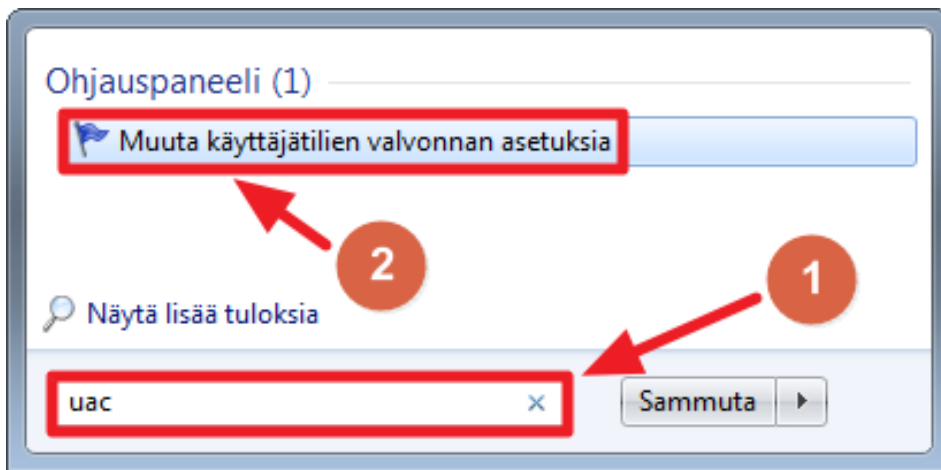 Ohjauspaneeli (1)
Muuta käyttäjätilien valvonnan asetuksia
2
1
Näytä lisää tuloksia
uac
Sammuta